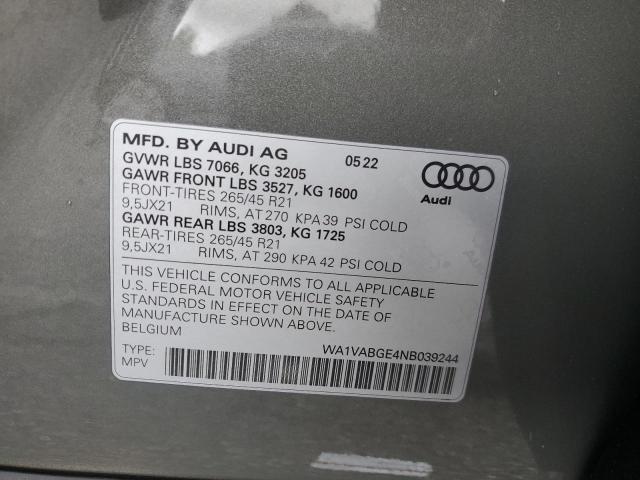 MFD. BY AUDI AG 05 22
GVWR LBS 7066, KG 3205
GAWR FRONT LBS 3527, KG 1600
FRONT-TIRES 265/45 R21
9,5JX21 RIMS, AT 270 KPA 39 PSI COLD
GAWR REAR LBS 3803, KG 1725
REAR-TIRES 265/45 R21
9,5JX21 RIMS, AT 290 KPA 42 PSI COLD
Audi
THIS VEHICLE CONFORMS TO ALL APPLICABLE
U.S. FEDERAL MOTOR VEHICLE SAFETY
STANDARDS IN EFFECT ON THE DATE OF
MANUFACTURE SHOWN ABOVE.
BELGIUM
WA1VABGE4NB039244
TYPE:
MPV